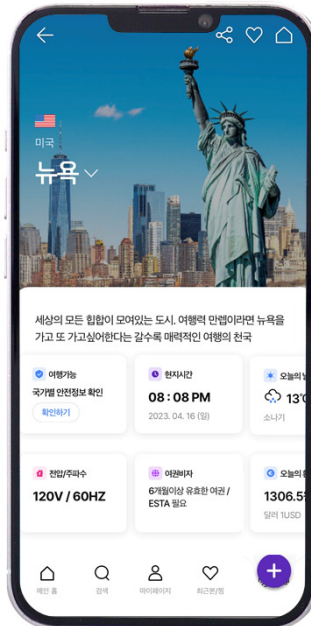 미국
뉴욕
세상의 모든 힙합이 모여있는 도시. 여행력 만렙이라면 뉴욕을
가고 또 가고싶어한다는 갈수록 매력적인 여행의 천국
여행가능
국가별 안전정보 확인
확인하기
현지시간
08 : 08 PM
2023. 04. 16 (일)
오늘의
13
소나기
전압/주파수
120V / 60HZ
여권비자
6개월이상 유효한 여권 /
ESTA 필요
오늘의
1306.5
달러 1USD
메인 홈
검색
마이페이지
최근본/찜